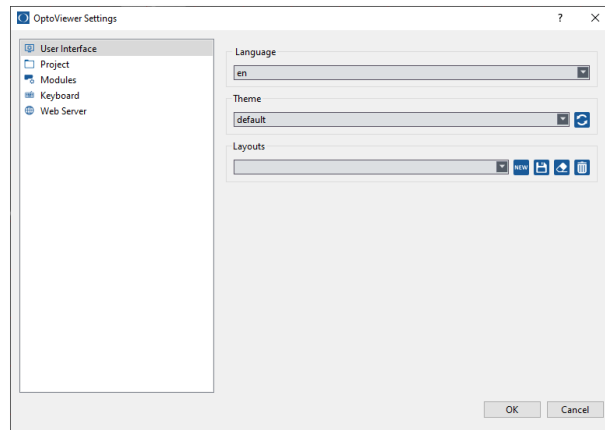 OptoViewer Settings
User Interface
Project
Modules
Keyboard
Web Server
Language
en
Theme
default
Layouts
NEW
OK
Cancel